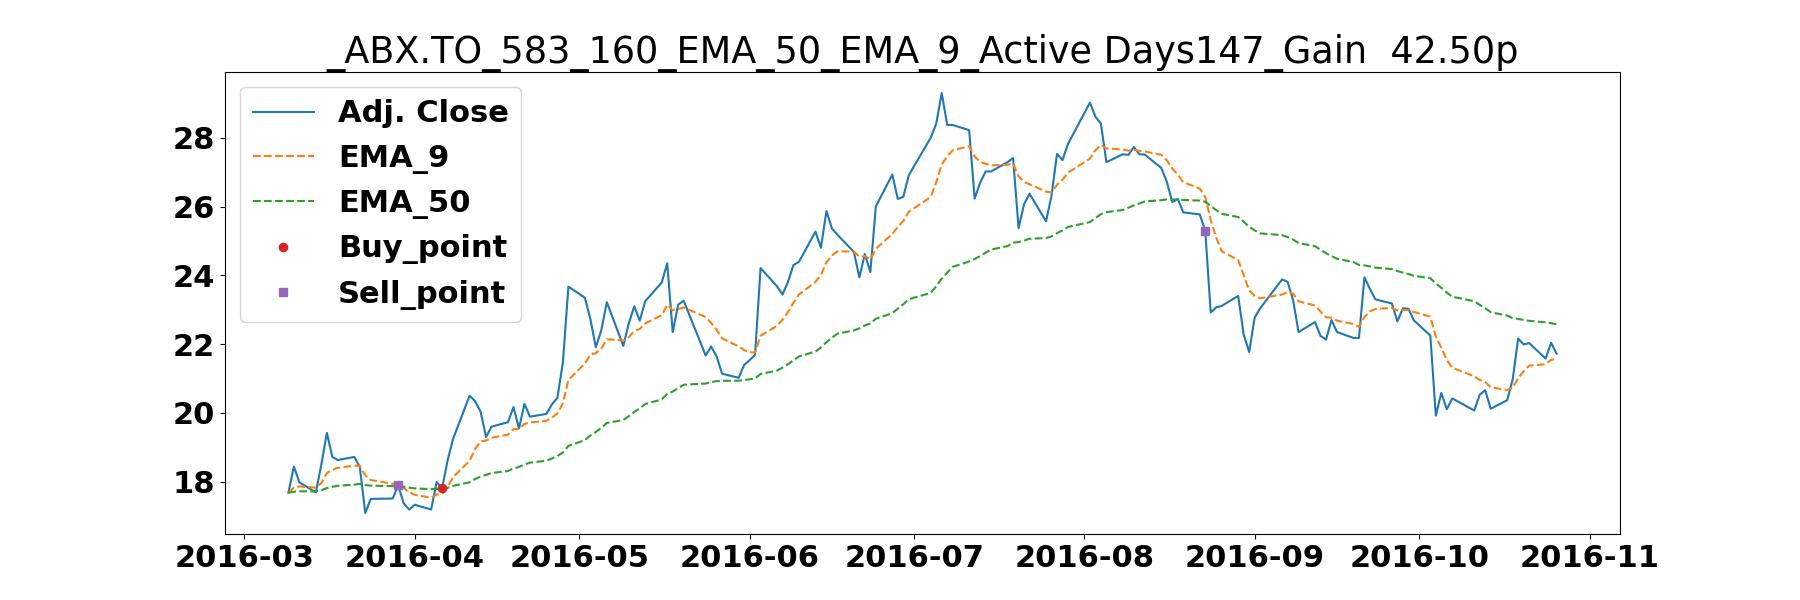 _ABX.TO_583_160_EMA_50_EMA_9_Active Days147_Gain  42.50p
Adj. Close
EMA_9
EMA_50
Buy_point
Sell_point
28
26
24
22
20
18
2016-03 2016-04 2016-05 2016-06 2016-07 2016-08 2016-09 2016-10 2016-11